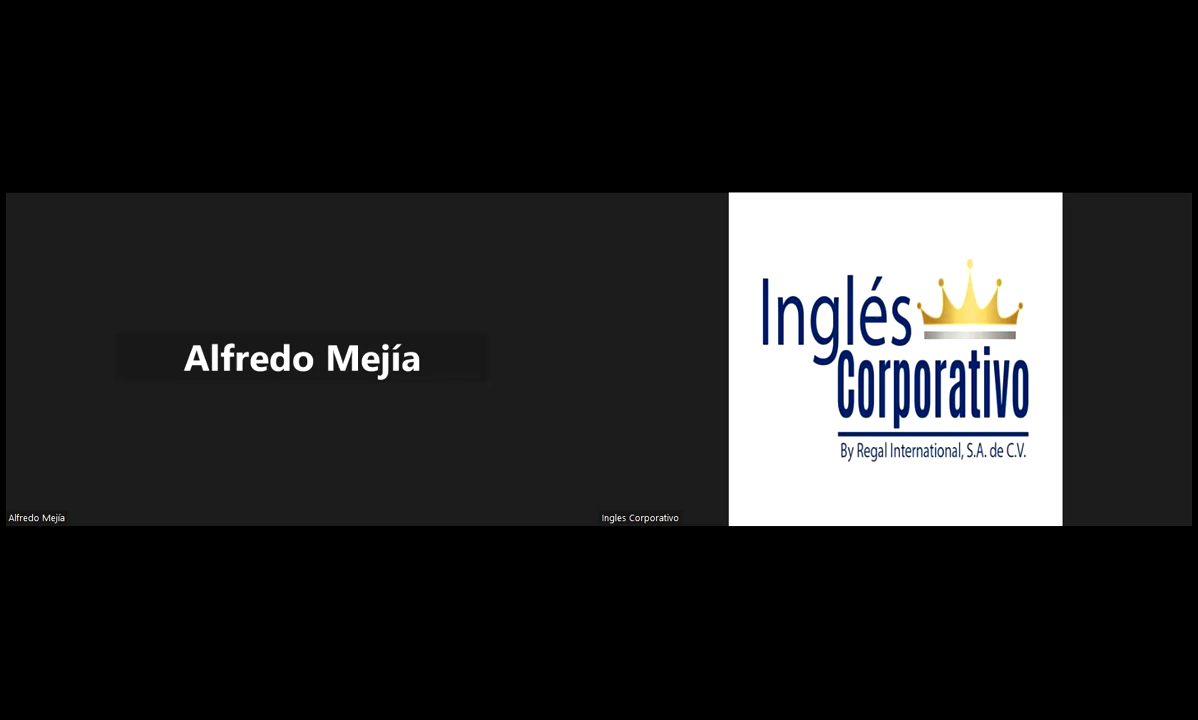 Alfredo Mejía
Alfredo Mejía
Inglés
Corporativo
By Regal International, S.A. de C.V.
Ingles Corporativo